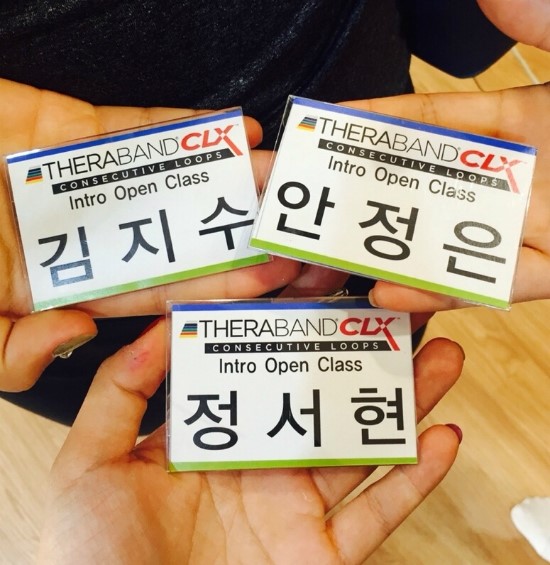 THERABAND CLX
CONSECUTIVE LOOPS
Intro Open Class
김지수
THERABAND CLX
CONSECUTIVE LOOPS
Intro Open Class
안정은
THERABAND CLX
CONSECUTIVE LOOPS
Intro Open Class
정서현